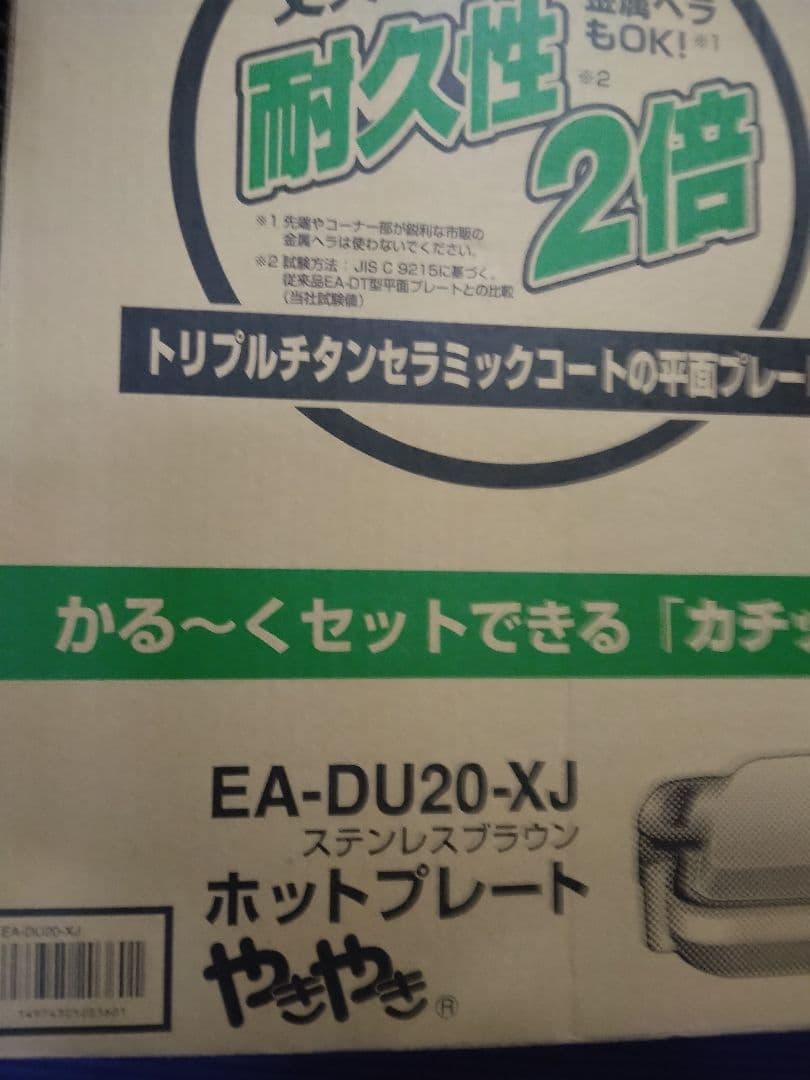 金属ヘラ
もOK!※1
耐久性※2
2倍
※1 先端やコーナー部が鋭利な市販の
金属ヘラは使わないでください。
※2 試験方法：JIS C 9215に基づく。
従来品EA-DT型平面プレートとの比較
（当社試験値）
トリプルチタンセラミックコートの平面プレー
かる〜くセットできる「カチッ
EA-DU20-XJ
ステンレスブラウン
ホットプレート
やきやき®
EA-DU20-XJ